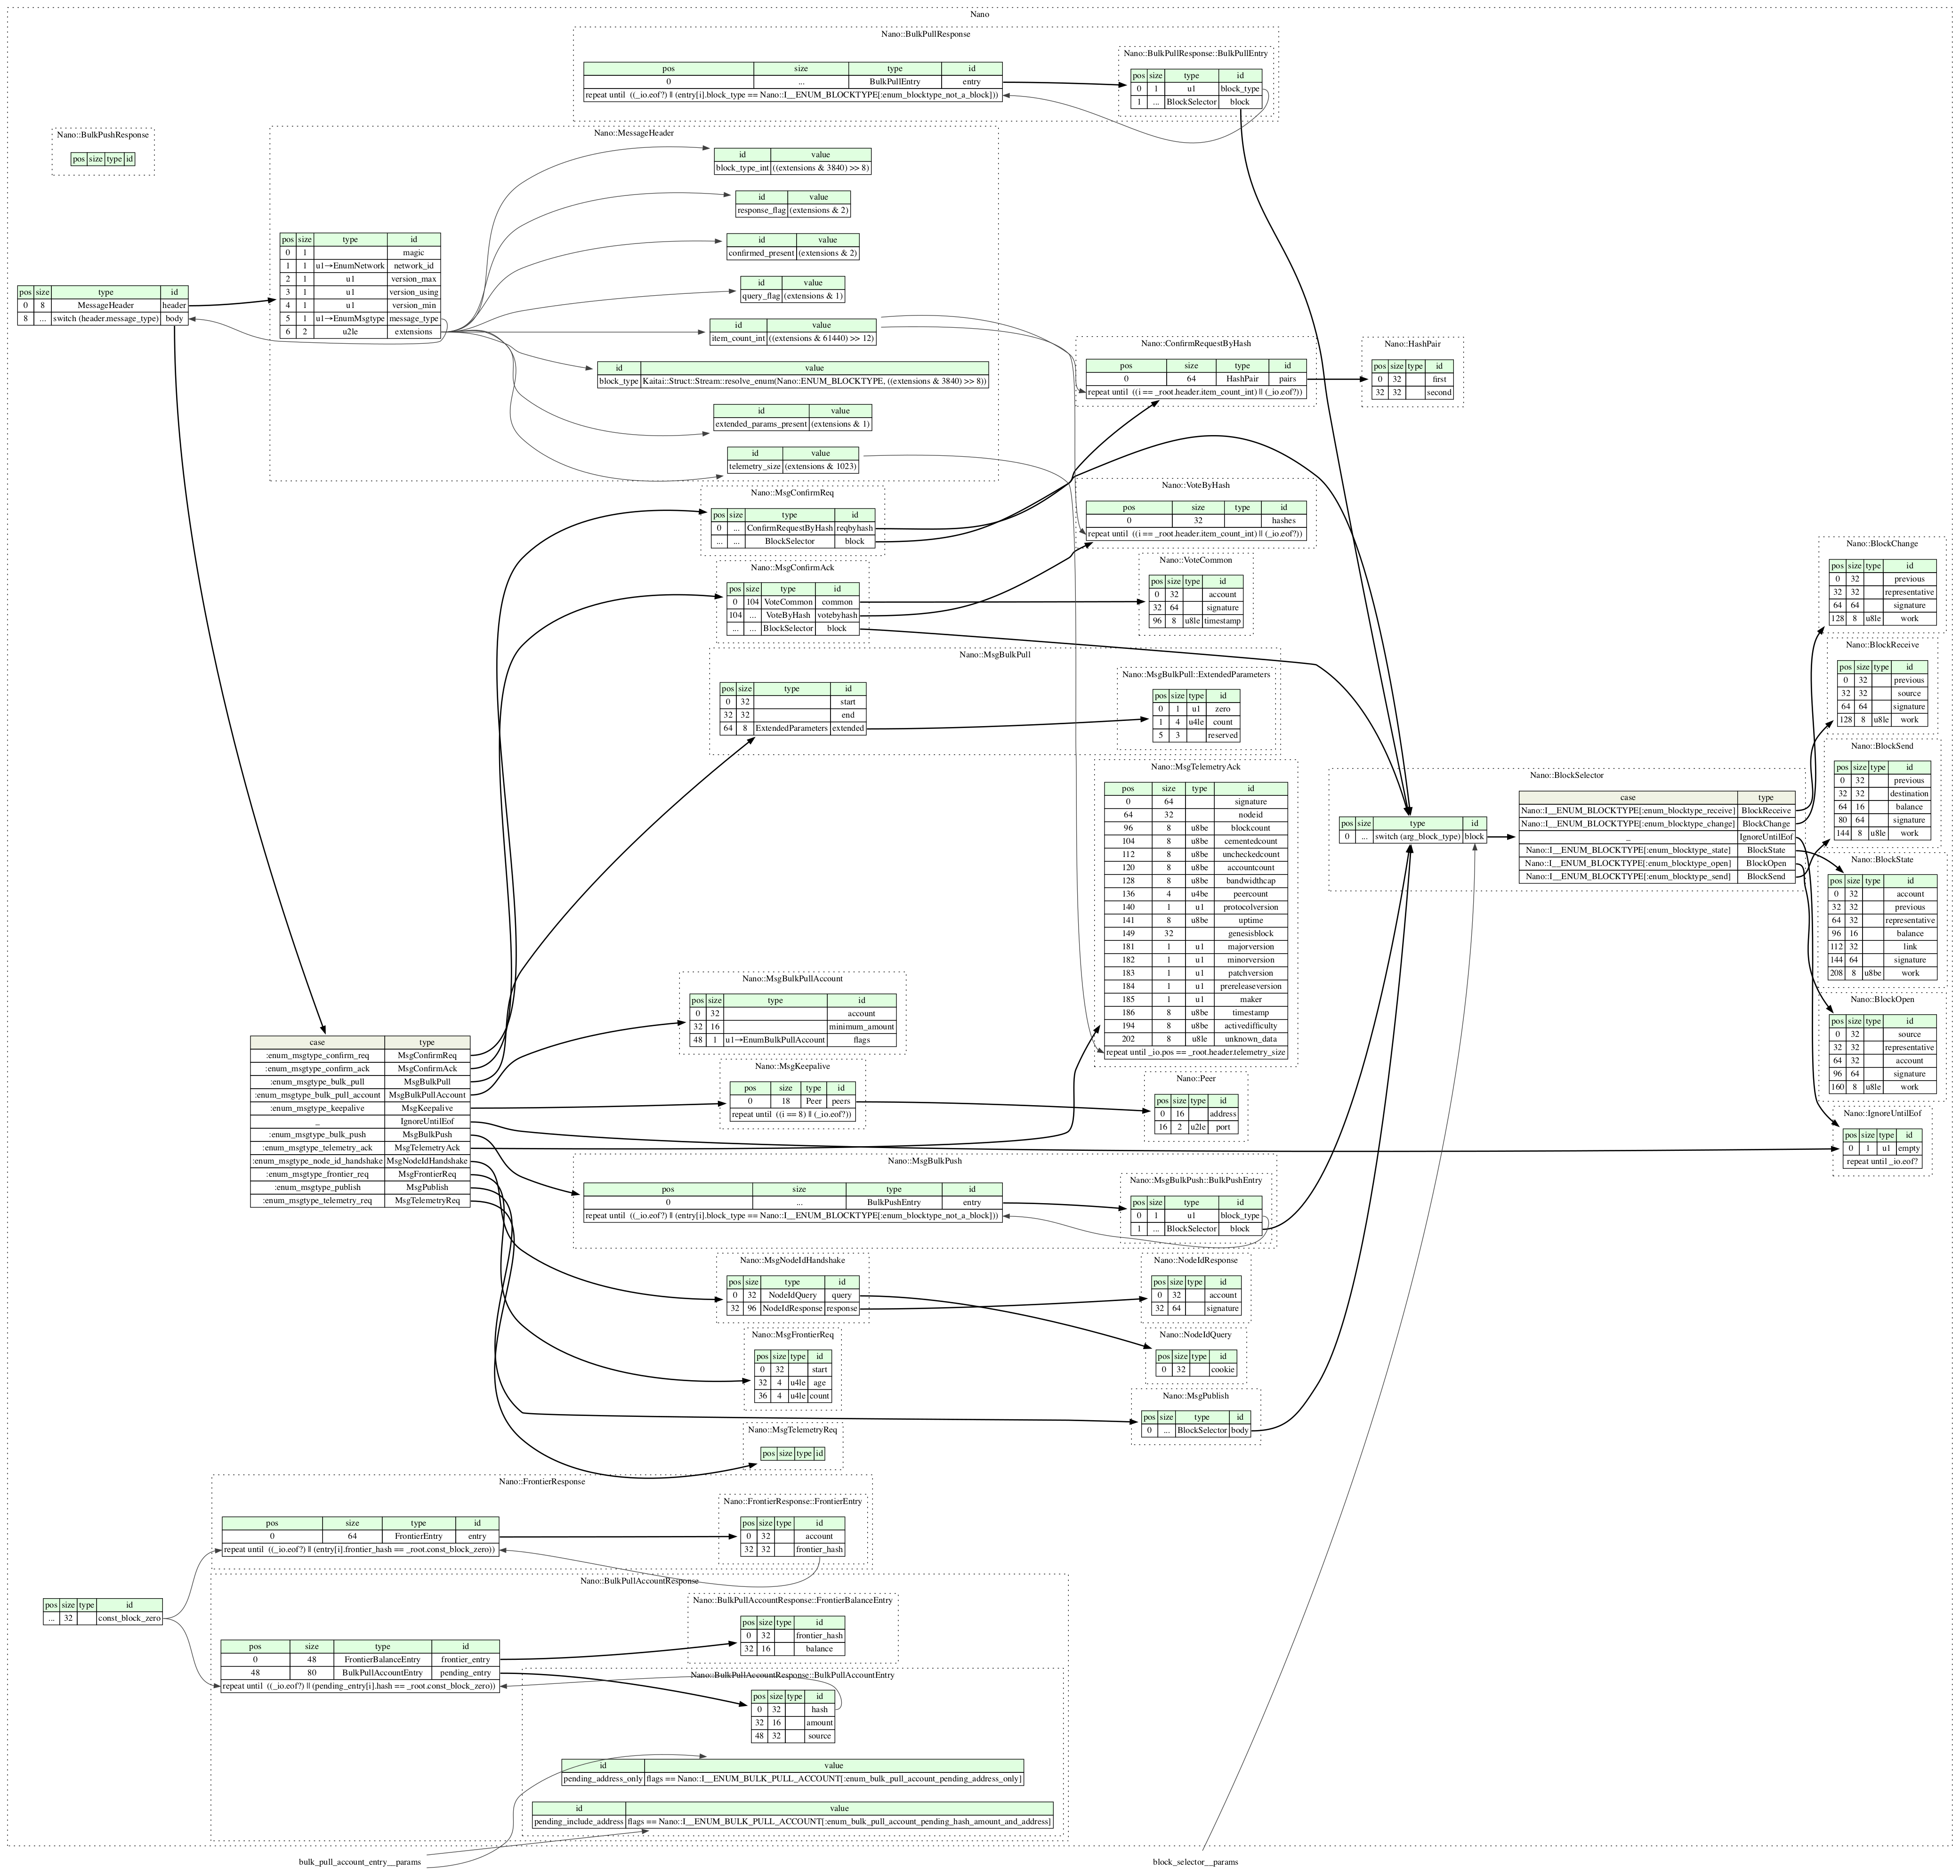 Nano
Nano::BulkPullResponse
pos size type id
0 ... BulkPullEntry entry
repeat until ((_io.eof?) || (entry[i].block_type == Nano::I__ENUM_BLOCKTYPE[:enum_blocktype_not_a_block]))
Nano::BulkPullResponse::BulkPullEntry
pos size type id
0 1 u1 block_type
1 ... BlockSelector block
Nano::BulkPushResponse
pos size type id
Nano::MessageHeader
pos size type id
0 1 magic
1 1 u1→EnumNetwork network_id
2 1 u1 version_max
3 1 u1 version_using
4 1 u1 version_min
5 1 u1→EnumMsgtype message_type
6 2 u2le extensions
id value
block_type_int ((extensions & 3840) >> 8)
id value
response_flag (extensions & 2)
id value
confirmed_present (extensions & 2)
id value
query_flag (extensions & 1)
id value
item_count_int ((extensions & 61440) >> 12)
id value
block_type Kaitai::Struct::Stream::resolve_enum(Nano::ENUM_BLOCKTYPE, ((extensions & 3840) >> 8))
id value
extended_params_present (extensions & 1)
id value
telemetry_size (extensions & 1023)
pos size type id
0 8 MessageHeader header
8 ... switch (header.message_type) body
Nano::ConfirmRequestByHash
pos size type id
0 64 HashPair pairs
repeat until ((i == _root.header.item_count_int) || (_io.eof?))
Nano::HashPair
pos size type id
0 32 first
32 32 second
Nano::MsgConfirmReq
pos size type id
0 ... ConfirmRequestByHash reqbyhash
... ... BlockSelector block
Nano::VoteByHash
pos size type id
0 32 hashes
repeat until ((i == _root.header.item_count_int) || (_io.eof?))
Nano::MsgConfirmAck
pos size type id
0 104 VoteCommon common
104 ... VoteByHash votebyhash
... ... BlockSelector block
Nano::VoteCommon
pos size type id
0 32 account
32 64 signature
96 8 u8le timestamp
Nano::MsgBulkPull
pos size type id
0 32 start
32 32 end
64 8 ExtendedParameters extended
Nano::MsgBulkPull::ExtendedParameters
pos size type id
0 1 u1 zero
1 4 u4le count
5 3 reserved
Nano::MsgTelemetryAck
pos size type id
0 64 signature
64 32 nodeid
96 8 u8be blockcount
104 8 u8be cementedcount
112 8 u8be uncheckedcount
120 8 u8be accountcount
128 8 u8be bandwidthcap
136 4 u4be peercount
140 1 u1 protocolversion
141 8 u8be uptime
149 32 genesisblock
181 1 u1 majorversion
182 1 u1 minorversion
183 1 u1 patchversion
184 1 u1 prereleaseversion
185 1 u1 maker
186 8 u8be timestamp
194 8 u8be activedifficulty
202 8 u8le unknown_data
repeat until _io.pos == _root.header.telemetry_size
Nano::BlockSelector
pos size type id
0 ... switch (arg_block_type) block
case type
Nano::I__ENUM_BLOCKTYPE[:enum_blocktype_receive] BlockReceive
Nano::I__ENUM_BLOCKTYPE[:enum_blocktype_change] BlockChange
_ IgnoreUntilEof
Nano::I__ENUM_BLOCKTYPE[:enum_blocktype_state] BlockState
Nano::I__ENUM_BLOCKTYPE[:enum_blocktype_open] BlockOpen
Nano::I__ENUM_BLOCKTYPE[:enum_blocktype_send] BlockSend
Nano::BlockChange
pos size type id
0 32 previous
32 32 representative
64 64 signature
128 8 u8le work
Nano::BlockReceive
pos size type id
0 32 previous
32 32 source
64 64 signature
128 8 u8le work
Nano::BlockSend
pos size type id
0 32 previous
32 32 destination
64 16 balance
80 64 signature
144 8 u8le work
Nano::BlockState
pos size type id
0 32 account
32 32 previous
64 32 representative
96 16 balance
112 32 link
144 64 signature
208 8 u8be work
Nano::BlockOpen
pos size type id
0 32 source
32 32 representative
64 32 account
96 64 signature
160 8 u8le work
Nano::IgnoreUntilEof
pos size type id
0 1 u1 empty
repeat until _io.eof?
Nano::MsgBulkPullAccount
pos size type id
0 32 account
32 16 minimum_amount
48 1 u1→EnumBulkPullAccount flags
case type
:enum_msgtype_confirm_req MsgConfirmReq
:enum_msgtype_confirm_ack MsgConfirmAck
:enum_msgtype_bulk_pull MsgBulkPull
:enum_msgtype_bulk_pull_account MsgBulkPullAccount
:enum_msgtype_keepalive MsgKeepalive
_ IgnoreUntilEof
:enum_msgtype_bulk_push MsgBulkPush
:enum_msgtype_telemetry_ack MsgTelemetryAck
:enum_msgtype_node_id_handshake MsgNodeIdHandshake
:enum_msgtype_frontier_req MsgFrontierReq
:enum_msgtype_publish MsgPublish
:enum_msgtype_telemetry_req MsgTelemetryReq
Nano::MsgKeepalive
pos size type id
0 18 Peer peers
repeat until ((i == 8) || (_io.eof?))
Nano::Peer
pos size type id
0 16 address
16 2 u2le port
Nano::MsgBulkPush
pos size type id
0 ... BulkPushEntry entry
repeat until ((_io.eof?) || (entry[i].block_type == Nano::I__ENUM_BLOCKTYPE[:enum_blocktype_not_a_block]))
Nano::MsgBulkPush::BulkPushEntry
pos size type id
0 1 u1 block_type
1 ... BlockSelector block
Nano::MsgNodeIdHandshake
pos size type id
0 32 NodeIdQuery query
32 96 NodeIdResponse response
Nano::NodeIdResponse
pos size type id
0 32 account
32 64 signature
Nano::MsgFrontierReq
pos size type id
0 32 start
32 4 u4le age
36 4 u4le count
Nano::NodeIdQuery
pos size type id
0 32 cookie
Nano::MsgPublish
pos size type id
0 ... BlockSelector body
Nano::MsgTelemetryReq
pos size type id
Nano::FrontierResponse
pos size type id
0 64 FrontierEntry entry
repeat until ((_io.eof?) || (entry[i].frontier_hash == _root.const_block_zero))
Nano::FrontierResponse::FrontierEntry
pos size type id
0 32 account
32 32 frontier_hash
pos size type id
... 32 const_block_zero
Nano::BulkPullAccountResponse
pos size type id
0 48 FrontierBalanceEntry frontier_entry
48 80 BulkPullAccountEntry pending_entry
repeat until ((_io.eof?) || (pending_entry[i].hash == _root.const_block_zero))
Nano::BulkPullAccountResponse::FrontierBalanceEntry
pos size type id
0 32 frontier_hash
32 16 balance
Nano::BulkPullAccountResponse::BulkPullAccountEntry
pos size type id
0 32 hash
32 16 amount
48 32 source
id value
pending_address_only flags == Nano::I__ENUM_BULK_PULL_ACCOUNT[:enum_bulk_pull_account_pending_address_only]
id value
pending_include_address flags == Nano::I__ENUM_BULK_PULL_ACCOUNT[:enum_bulk_pull_account_pending_hash_amount_and_address]
bulk_pull_account_entry__params
block_selector__params